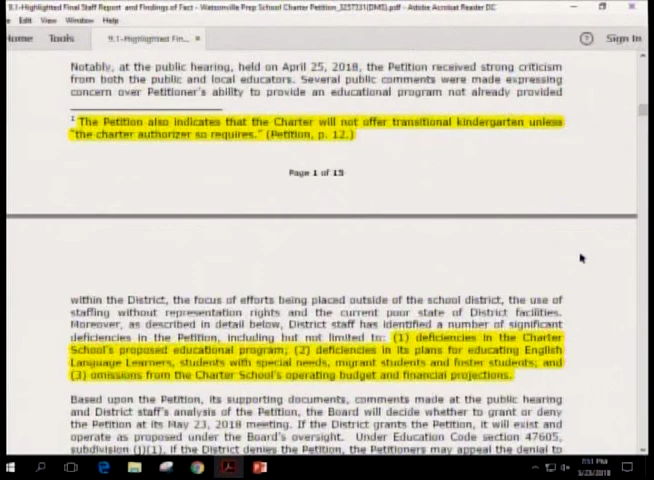 9.1-Highlighted Final Staff Report and Findings of Fact - Watsonville Prep School Charter Petition_3257331(DMS).pdf - Adobe Acrobat Reader DC
Edit View Window Help
Home Tools 9.1-Highlighted Fin... × Sign In
Notably, at the public hearing, held on April 25, 2018, the Petition received strong criticism
from both the public and local educators. Several public comments were made expressing
concern over Petitioner's ability to provide an educational program not already provided
1 The Petition also indicates that the Charter will not offer transitional kindergarten unless
"the charter authorizer so requires." (Petition, p. 12.)
Page 1 of 15
within the District, the focus of efforts being placed outside of the school district, the use of
staffing without representation rights and the current poor state of District facilities.
Moreover, as described in detail below, District staff has identified a number of significant
deficiencies in the Petition, including but not limited to: (1) deficiencies in the Charter
School's proposed educational program; (2) deficiencies in its plans for educating English
Language Learners, students with special needs, migrant students and foster students; and
(3) omissions from the Charter School's operating budget and financial projections.
Based upon the Petition, its supporting documents, comments made at the public hearing
and District staff's analysis of the Petition, the Board will decide whether to grant or deny
the Petition at its May 23, 2018 meeting. If the District grants the Petition, it will exist and
operate as proposed under the Board's oversight. Under Education Code section 47605,
subdivision (j)(1), if the District denies the Petition, the Petitioners may appeal the denial to
7:51 PM
5/23/2018